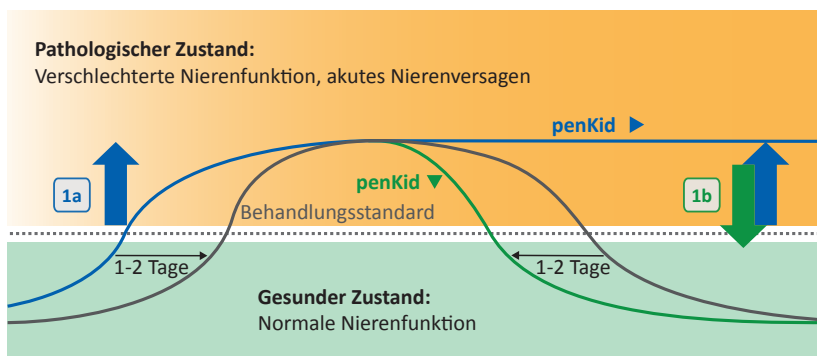 Pathologischer Zustand:
Verschlechterte Nierenfunktion, akutes Nierenversagen
penKid ▶
1a
penKid ▼
1b
Behandlungsstandard
1-2 Tage
1-2 Tage
Gesunder Zustand:
Normale Nierenfunktion